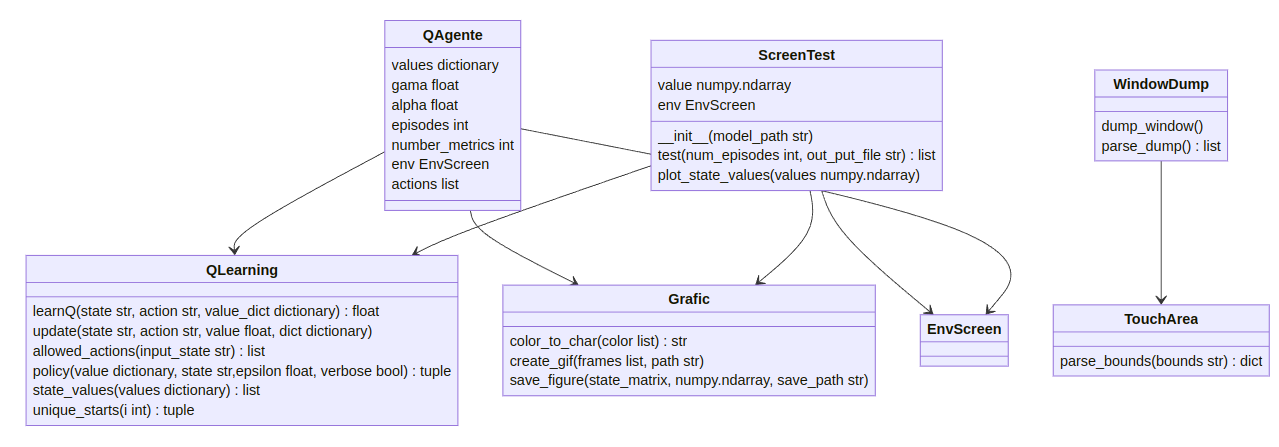 QAgente
values dictionary
gama float
alpha float
episodes int
number_metrics int
env EnvScreen
actions list
ScreenTest
value numpy.ndarray
env EnvScreen
__init__(model_path str)
test(num_episodes int, out_put_file str) : list
plot_state_values(values numpy.ndarray)
WindowDump
dump_window()
parse_dump() : list
QLearning
learnQ(state str, action str, value_dict dictionary) : float
update(state str, action str, value float, dict dictionary)
allowed_actions(input_state str) : list
policy(value dictionary, state str,epsilon float, verbose bool) : tuple
state_values(values dictionary) : list
unique_starts(i int) : tuple
Grafic
color_to_char(color list) : str
create_gif(frames list, path str)
save_figure(state_matrix, numpy.ndarray, save_path str)
EnvScreen
TouchArea
parse_bounds(bounds str) : dict